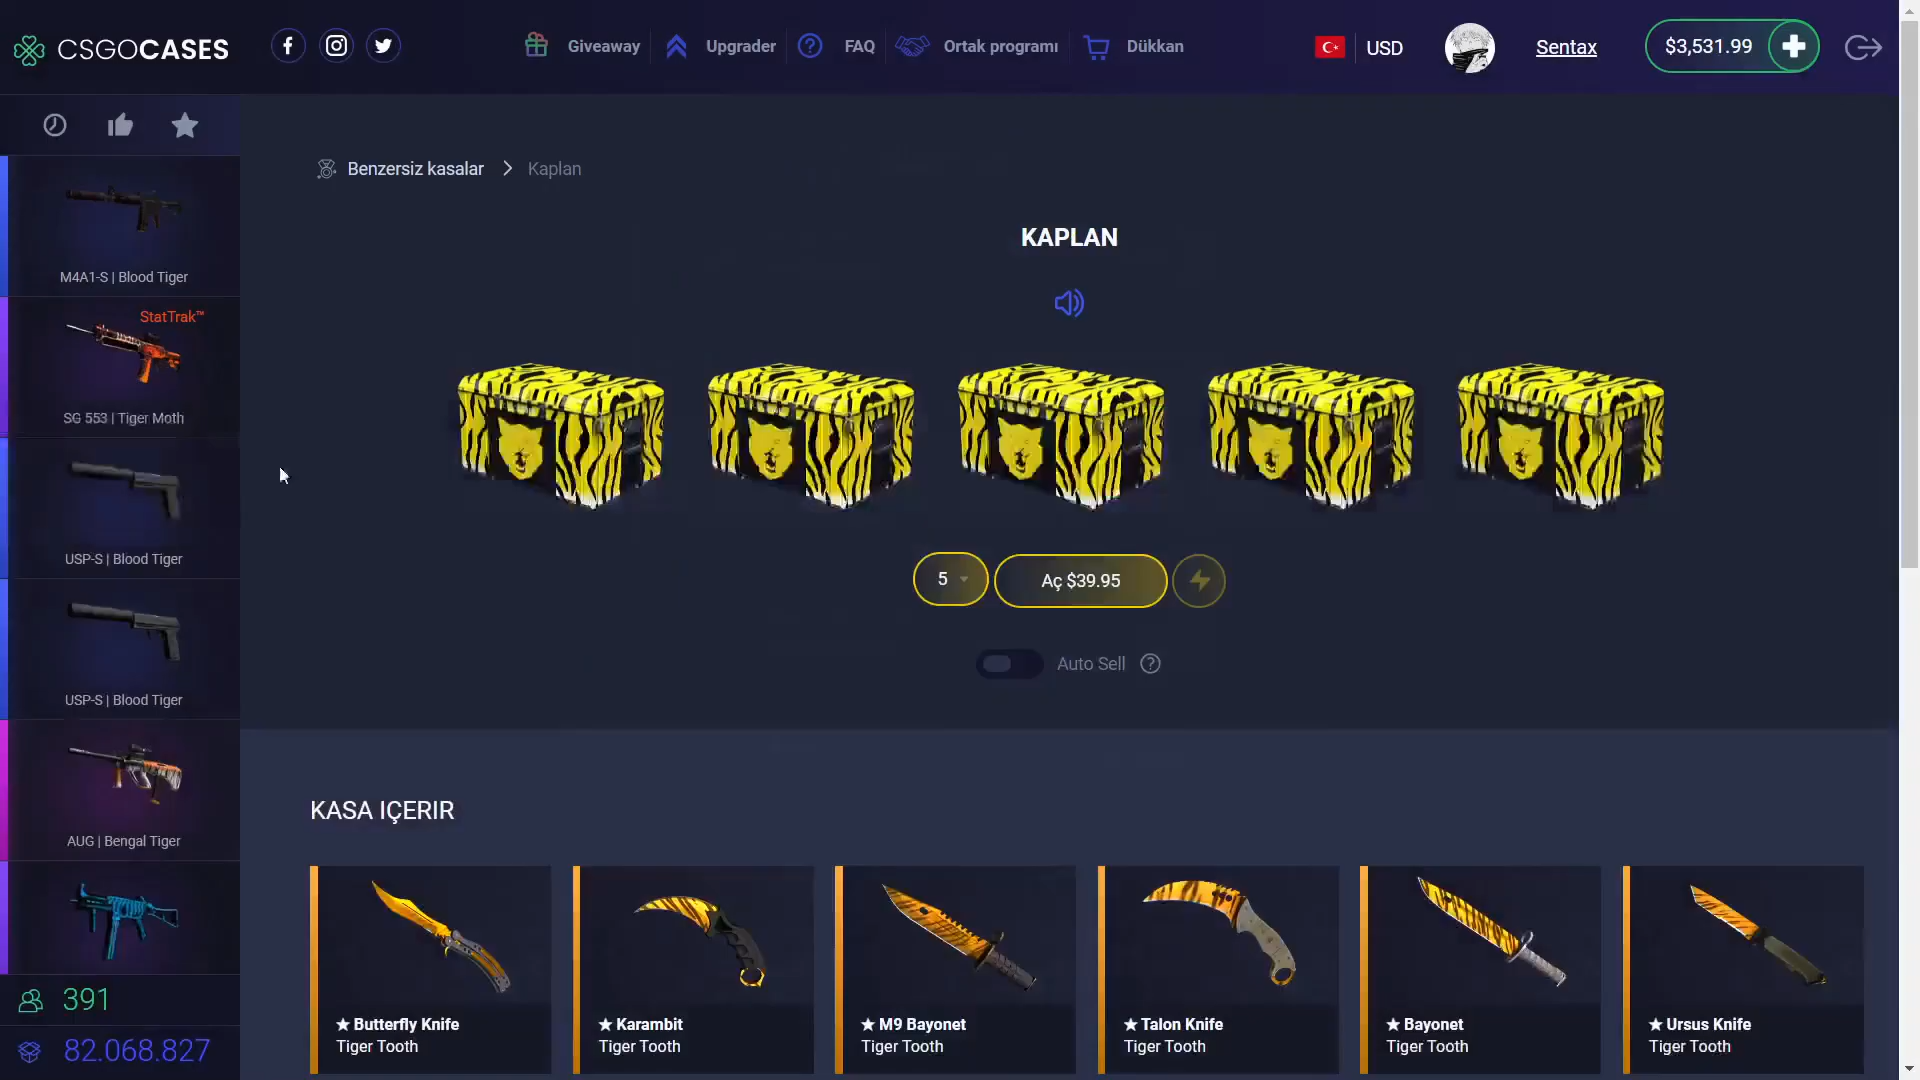 CSGOCASES
Giveaway
Upgrader
FAQ
Ortak programı
Dükkan
USD
Sentax
$3,531.99
Benzersiz kasalar
Kaplan
KAPLAN
M4A1-S | Blood Tiger
StatTrak™
SG 553 | Tiger Moth
USP-S | Blood Tiger
USP-S | Blood Tiger
AUG | Bengal Tiger
391
82.068.827
5
Aç $39.95
Auto Sell
KASA IÇERIR
★ Butterfly Knife
Tiger Tooth
★ Karambit
Tiger Tooth
★ M9 Bayonet
Tiger Tooth
★ Talon Knife
Tiger Tooth
★ Bayonet
Tiger Tooth
★ Ursus Knife
Tiger Tooth